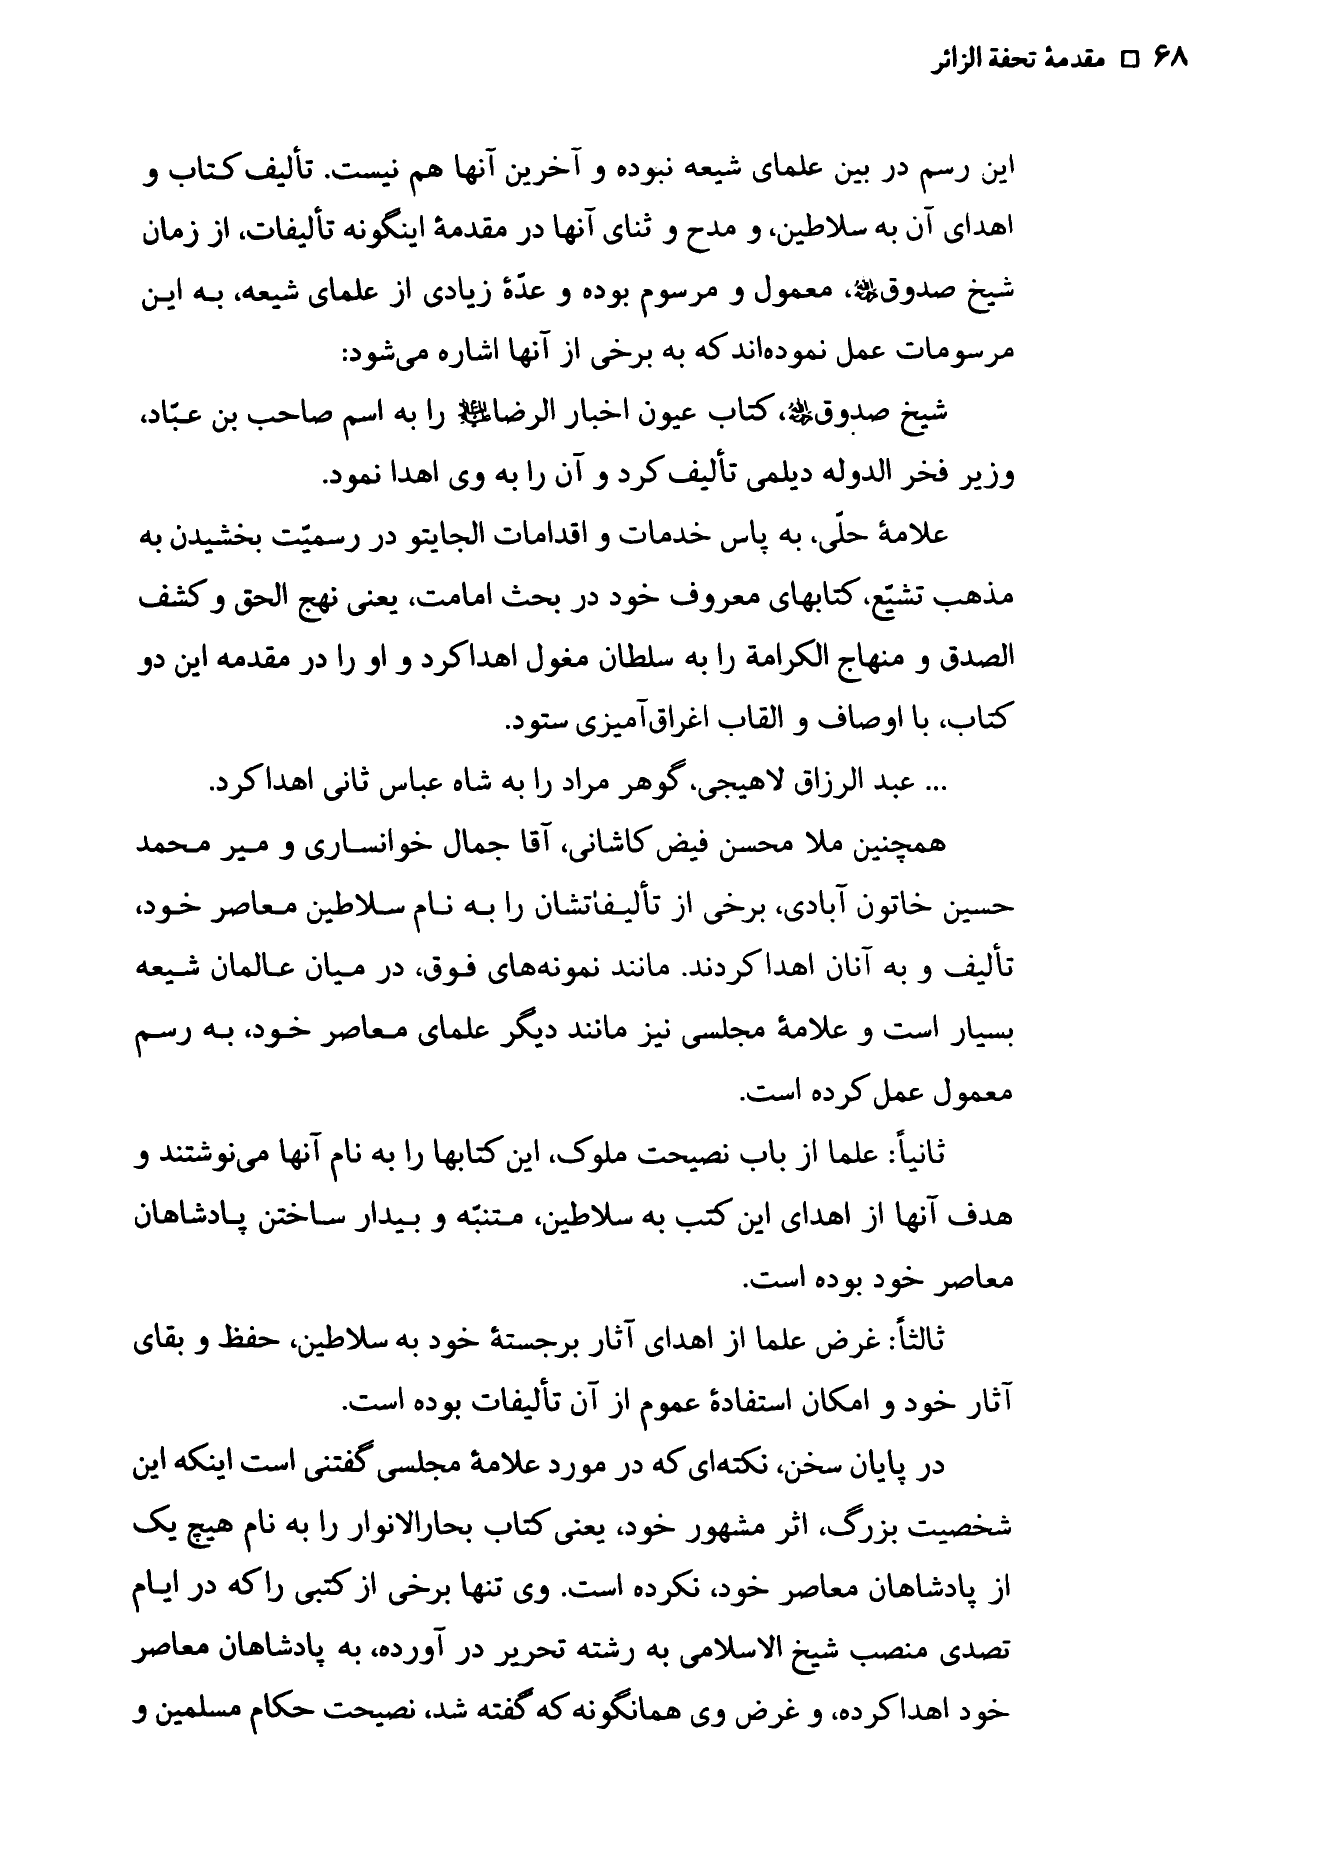 ۶۸ □ مقدمهٔ تحفة الزائر
این رسم در بین علمای شیعه نبوده و آخرین آنها هم نیست. تألیف کتاب و
اهدای آن به سلاطین، و مدح و ثنای آنها در مقدمهٔ اینگونه تألیفات، از زمان
شیخ صدوق، معمول و مرسوم بوده و عدّهٔ زیادی از علمای شیعه، به این
مرسومات عمل نموده‌اند که به برخی از آنها اشاره می‌شود:
شیخ صدوق، کتاب عیون اخبار الرضا را به اسم صاحب بن عبّاد،
وزیر فخر الدوله دیلمی تألیف کرد و آن را به وی اهدا نمود.
علامهٔ حلّی، به پاس خدمات و اقدامات الجایتو در رسمیّت بخشیدن به
مذهب تشیّع، کتابهای معروف خود در بحث امامت، یعنی نهج الحق و کشف
الصدق و منهاج الکرامة را به سلطان مغول اهدا کرد و او را در مقدمه این دو
کتاب، با اوصاف و القاب اغراق‌آمیزی ستود.
... عبد الرزاق لاهیجی، گوهر مراد را به شاه عباس ثانی اهدا کرد.
همچنین ملا محسن فیض کاشانی، آقا جمال خوانساری و میر محمد
حسین خاتون آبادی، برخی از تألیفاتشان را به نام سلاطین معاصر خود،
تألیف و به آنان اهدا کردند. مانند نمونه‌های فوق، در میان عالمان شیعه
بسیار است و علامهٔ مجلسی نیز مانند دیگر علمای معاصر خود، به رسم
معمول عمل کرده است.
ثانیاً: علما از باب نصیحت ملوک، این کتابها را به نام آنها می‌نوشتند و
هدف آنها از اهدای این کتب به سلاطین، متنبّه و بیدار ساختن پادشاهان
معاصر خود بوده است.
ثالثاً: غرض علما از اهدای آثار برجستهٔ خود به سلاطین، حفظ و بقای
آثار خود و امکان استفادهٔ عموم از آن تألیفات بوده است.
در پایان سخن، نکته‌ای که در مورد علامهٔ مجلسی گفتنی است اینکه این
شخصیت بزرگ، اثر مشهور خود، یعنی کتاب بحارالانوار را به نام هیچ یک
از پادشاهان معاصر خود، نکرده است. وی تنها برخی از کتبی را که در ایام
تصدی منصب شیخ الاسلامی به رشته تحریر در آورده، به پادشاهان معاصر
خود اهدا کرده، و غرض وی همانگونه که گفته شد، نصیحت حکام مسلمین و